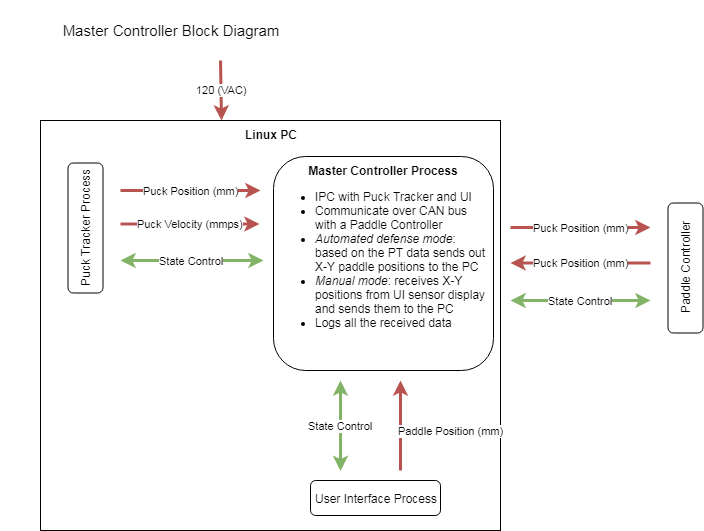 Master Controller Block Diagram
120 (VAC)
Linux PC
Puck Tracker Process
Puck Position (mm)
Puck Velocity (mmps)
State Control
Master Controller Process
• IPC with Puck Tracker and UI
• Communicate over CAN bus
with a Paddle Controller
• Automated defense mode:
based on the PT data sends out
X-Y paddle positions to the PC
• Manual mode: receives X-Y
positions from UI sensor display
and sends them to the PC
• Logs all the received data
Puck Position (mm)
Puck Position (mm)
State Control
Paddle Controller
State Control
Paddle Position (mm)
User Interface Process